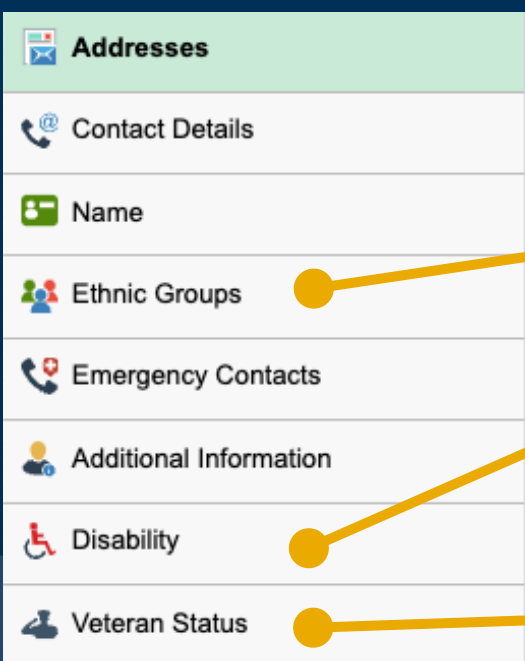 Addresses
Contact Details
Name
Ethnic Groups
Emergency Contacts
Additional Information
Disability
Veteran Status